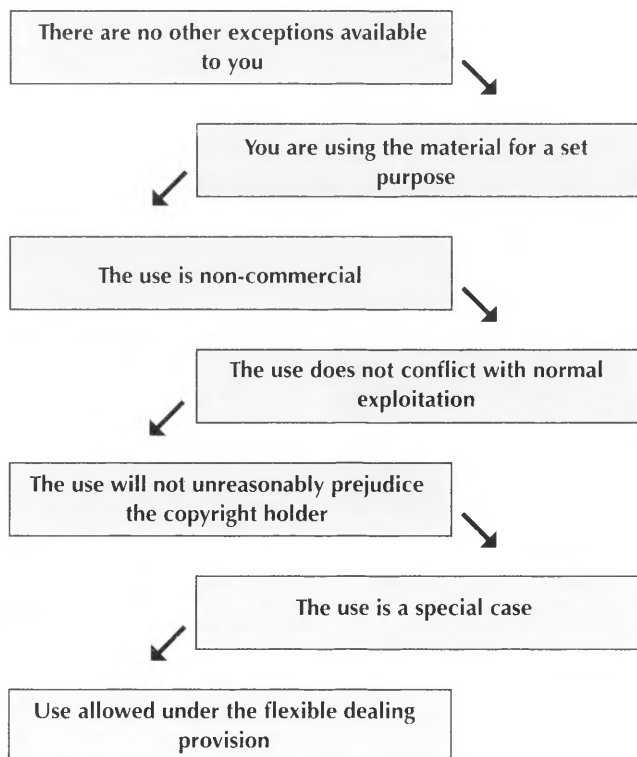 There are no other exceptions available
to you
You are using the material for a set
purpose
The use is non-commercial
The use does not conflict with normal
exploitation
The use will not unreasonably prejudice
the copyright holder
The use is a special case
Use allowed under the flexible dealing
provision